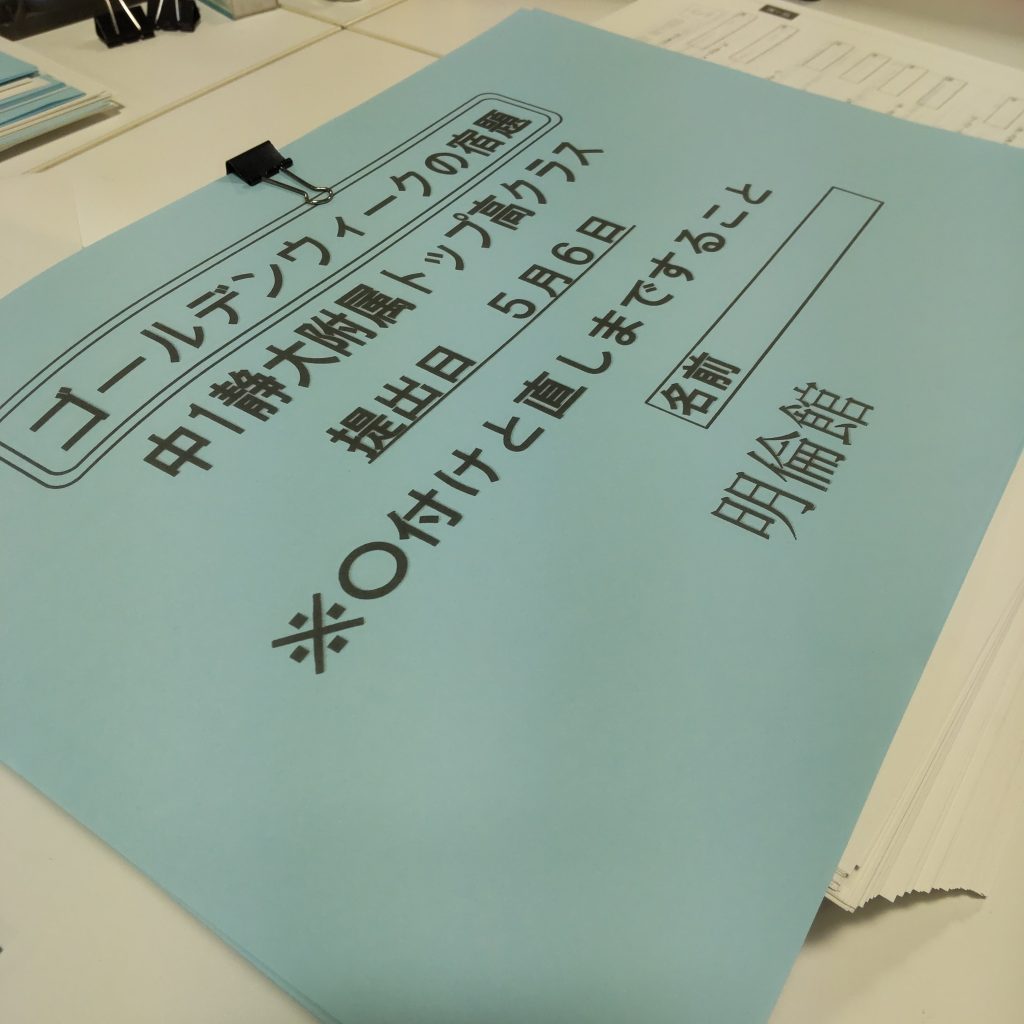 ゴールデンウィークの宿題
中1静大附属トップ高クラス
提出日　5月6日
※〇付けと直しまですること
名前
明倫館